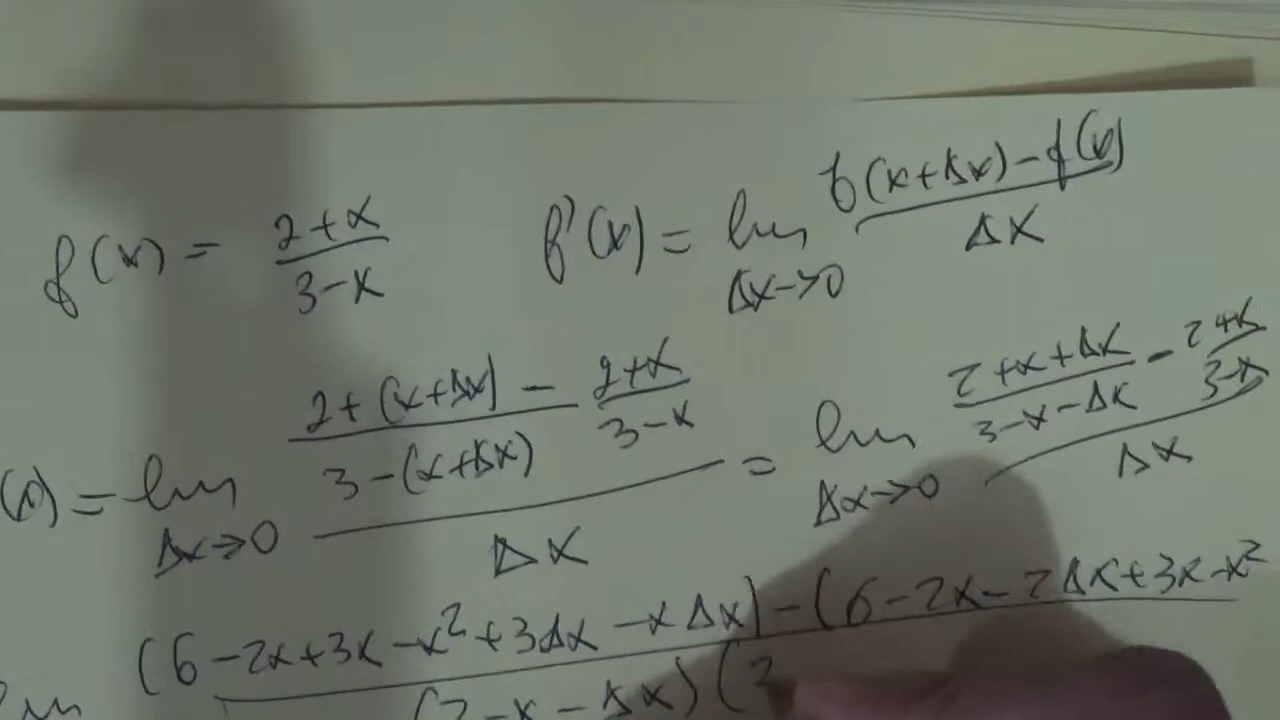 f(x) = (2+x)/(3-x)    f'(x) = lim Δx->0 (f(x+Δx)-f(x))/Δx
(x) = lim Δx->0 ((2+(x+Δx))/(3-(x+Δx)) - (2+x)/(3-x))/Δx = lim Δx->0 ((2+x+Δx)/(3-x-Δx) - (2+x)/(3-x))/Δx
(6-2x+3x-x²+3Δx-xΔx)-(6-2x-2Δx+3x-x²
(3-x-Δx)(3